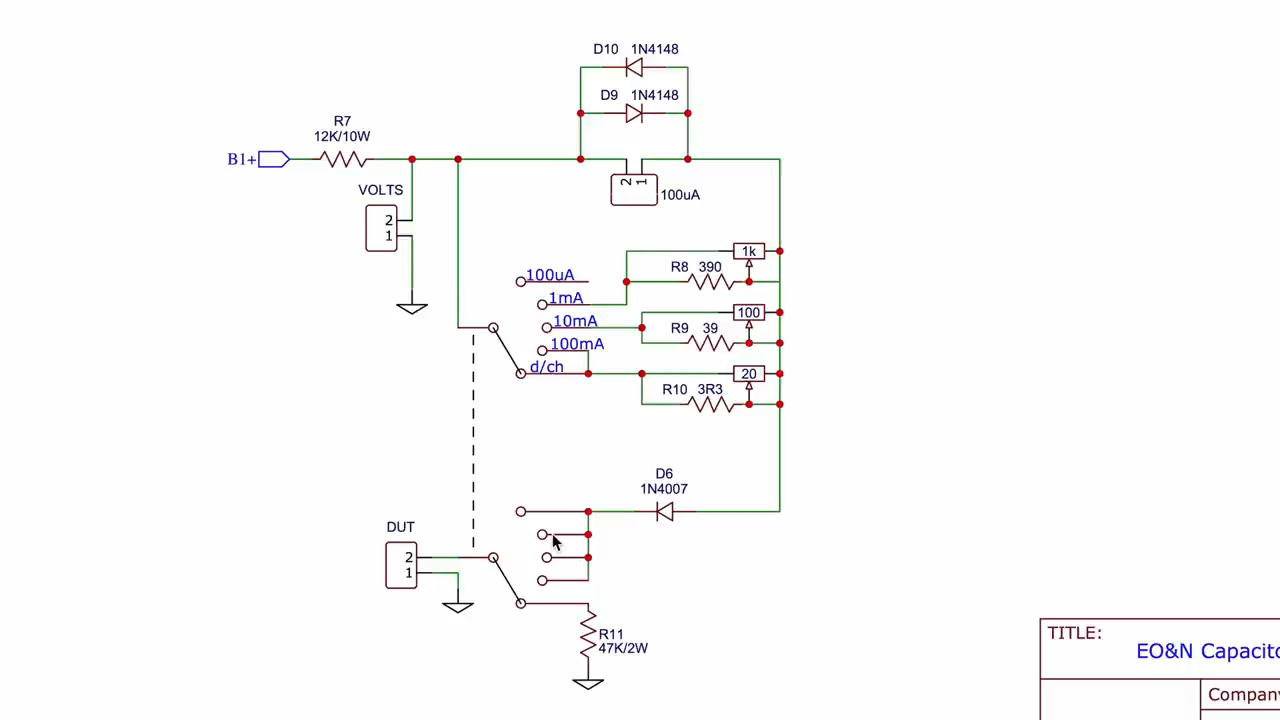 D10 1N4148
D9 1N4148
R7
12K/10W
B1+
2 1
100uA
VOLTS
2
1
1k
R8 390
100uA
1mA
100
10mA
R9 39
100mA
d/ch
20
R10 3R3
D6
1N4007
DUT
2
1
R11
47K/2W
TITLE:
EO&N Capacito
Company